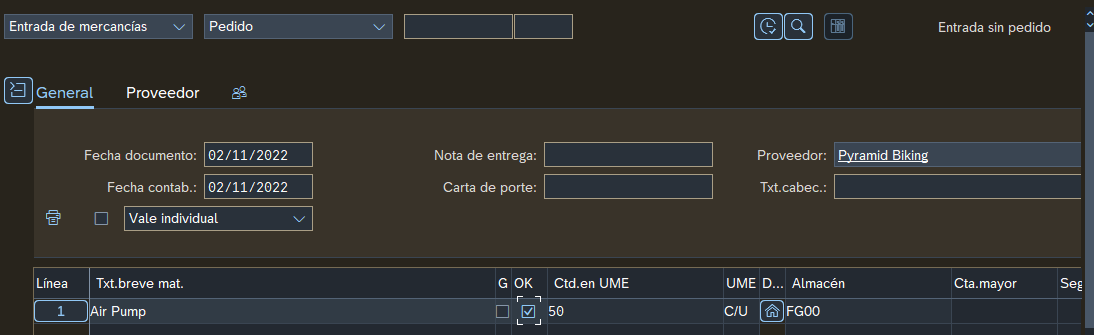 Entrada de mercancías Pedido Entrada sin pedido
General Proveedor
Fecha documento: 02/11/2022 Nota de entrega: Proveedor: Pyramid Biking
Fecha contab.: 02/11/2022 Carta de porte: Txt.cabec.:
Vale individual
Línea Txt.breve mat. G OK Ctd.en UME UME D... Almacén Cta.mayor Seg
1 Air Pump 50 C/U FG00